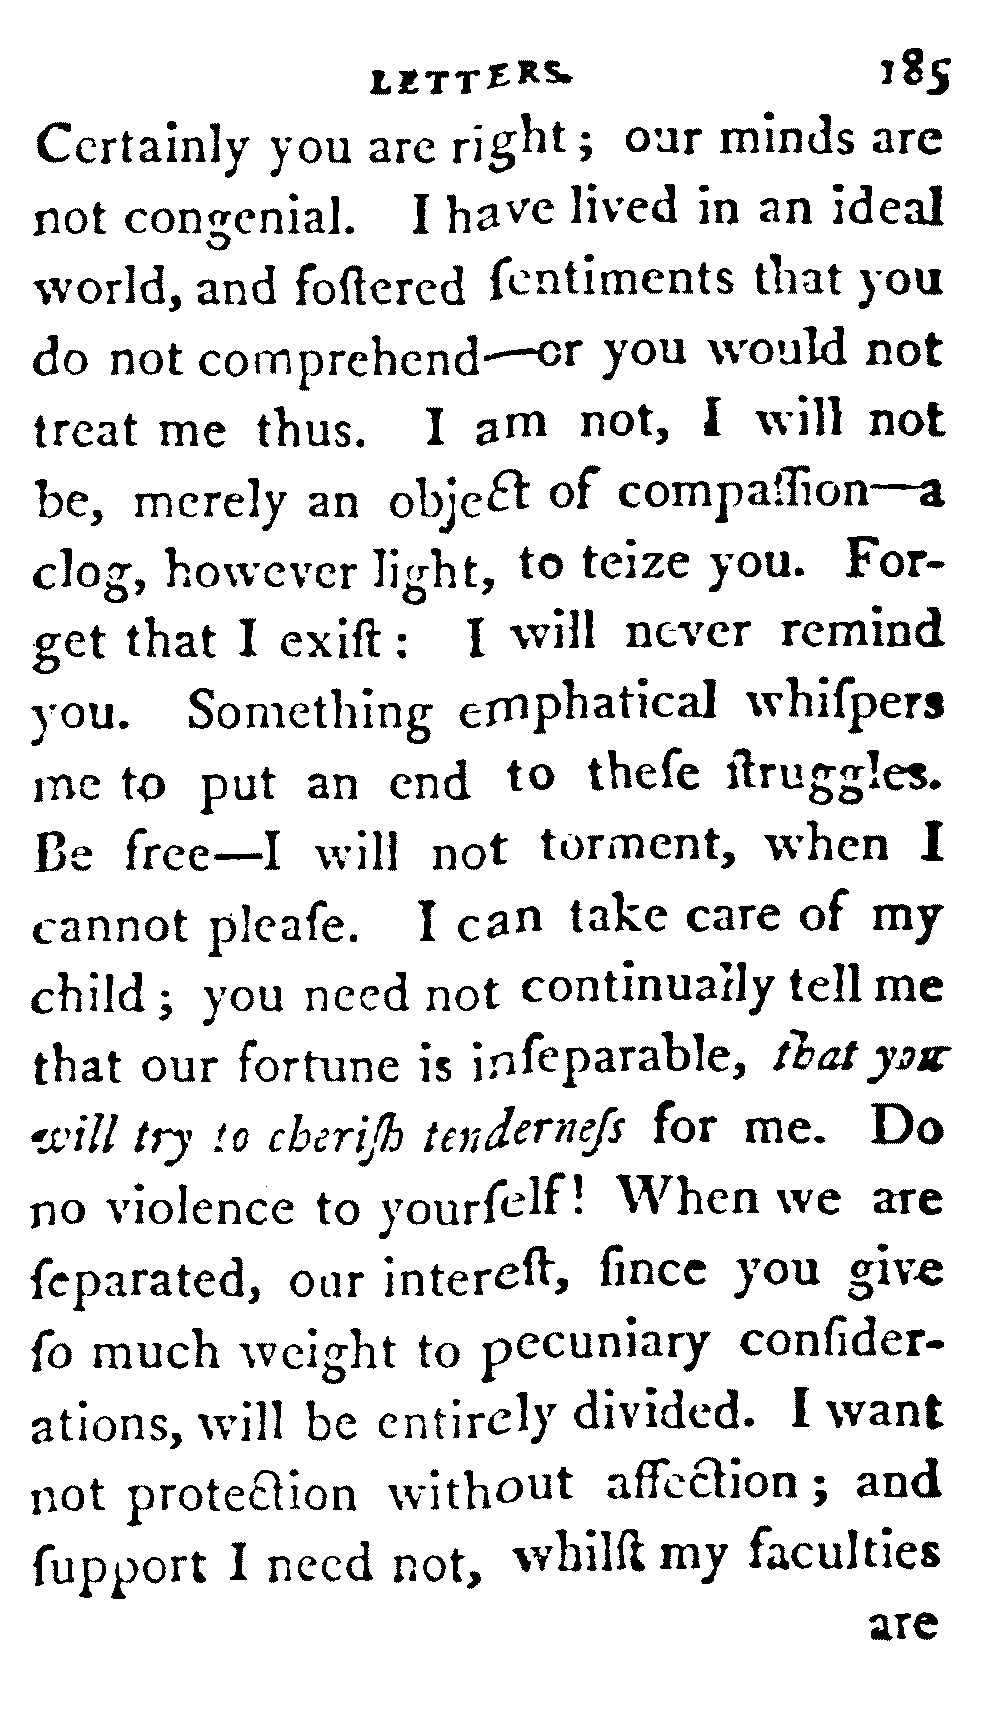 LETTERS. 185
Certainly you are right; our minds are
not congenial. I have lived in an ideal
world, and foſtered ſentiments that you
do not comprehend—or you would not
treat me thus. I am not, I will not
be, merely an object of compaſſion—a
clog, however light, to teize you. For-
get that I exiſt: I will never remind
you. Something emphatical whiſpers
me to put an end to theſe ſtruggles.
Be free—I will not torment, when I
cannot pleaſe. I can take care of my
child; you need not continually tell me
that our fortune is inſeparable, that you
will try to cheriſh tenderneſs for me. Do
no violence to yourſelf! When we are
ſeparated, our intereſt, ſince you give
ſo much weight to pecuniary conſider-
ations, will be entirely divided. I want
not protection without affection; and
ſupport I need not, whilſt my faculties
are